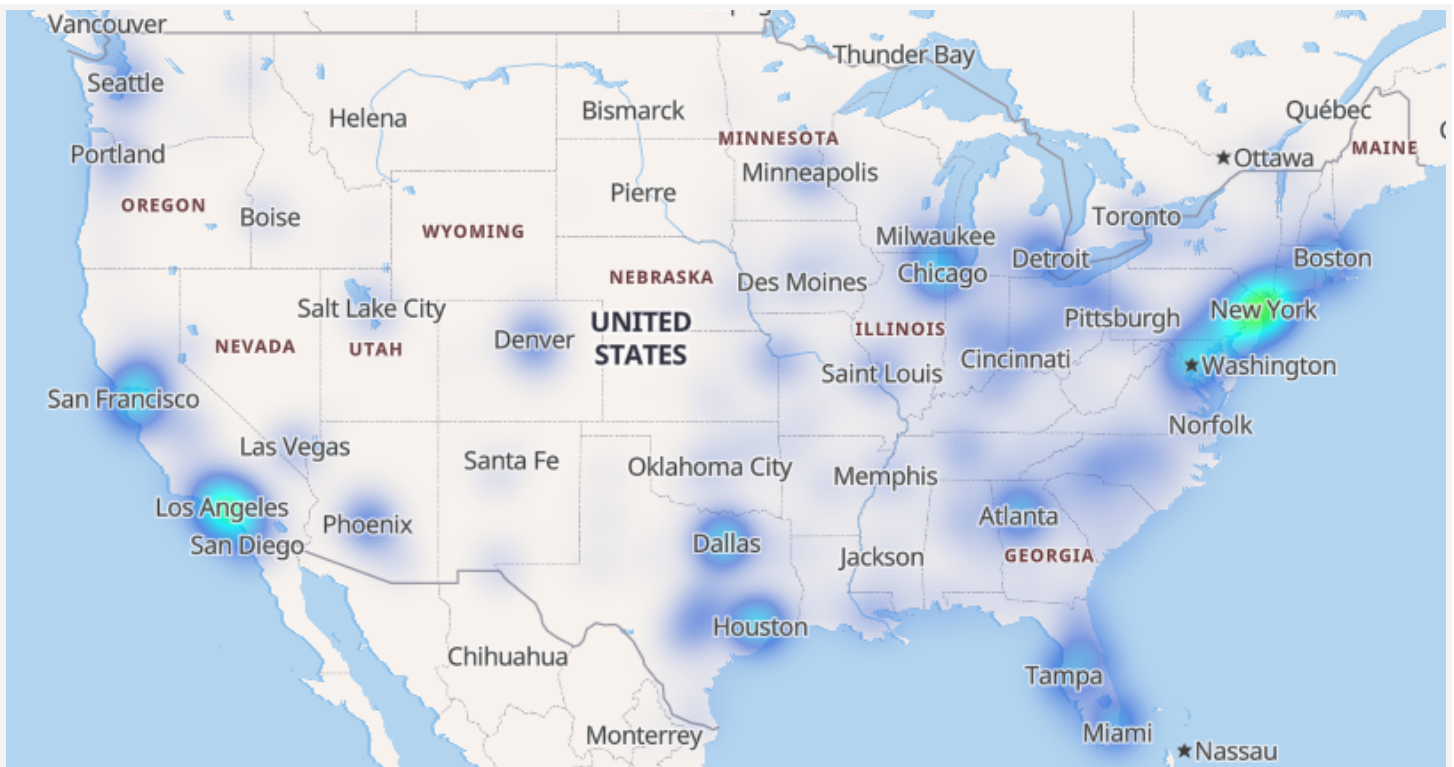 Vancouver
Thunder Bay
Seattle
Québec
Helena
Bismarck
MINNESOTA
MAINE
Portland
Ottawa
Minneapolis
Pierre
OREGON
Boise
Toronto
WYOMING
Milwaukee
Detroit
Boston
Chicago
NEBRASKA
Des Moines
Salt Lake City
New York
Pittsburgh
UNITED
STATES
ILLINOIS
Denver
NEVADA
UTAH
Cincinnati
Washington
Saint Louis
San Francisco
Norfolk
Las Vegas
Santa Fe
Oklahoma City
Memphis
Los Angeles
Atlanta
Phoenix
San Diego
Dallas
Jackson
GEORGIA
Houston
Chihuahua
Tampa
Miami
Monterrey
Nassau